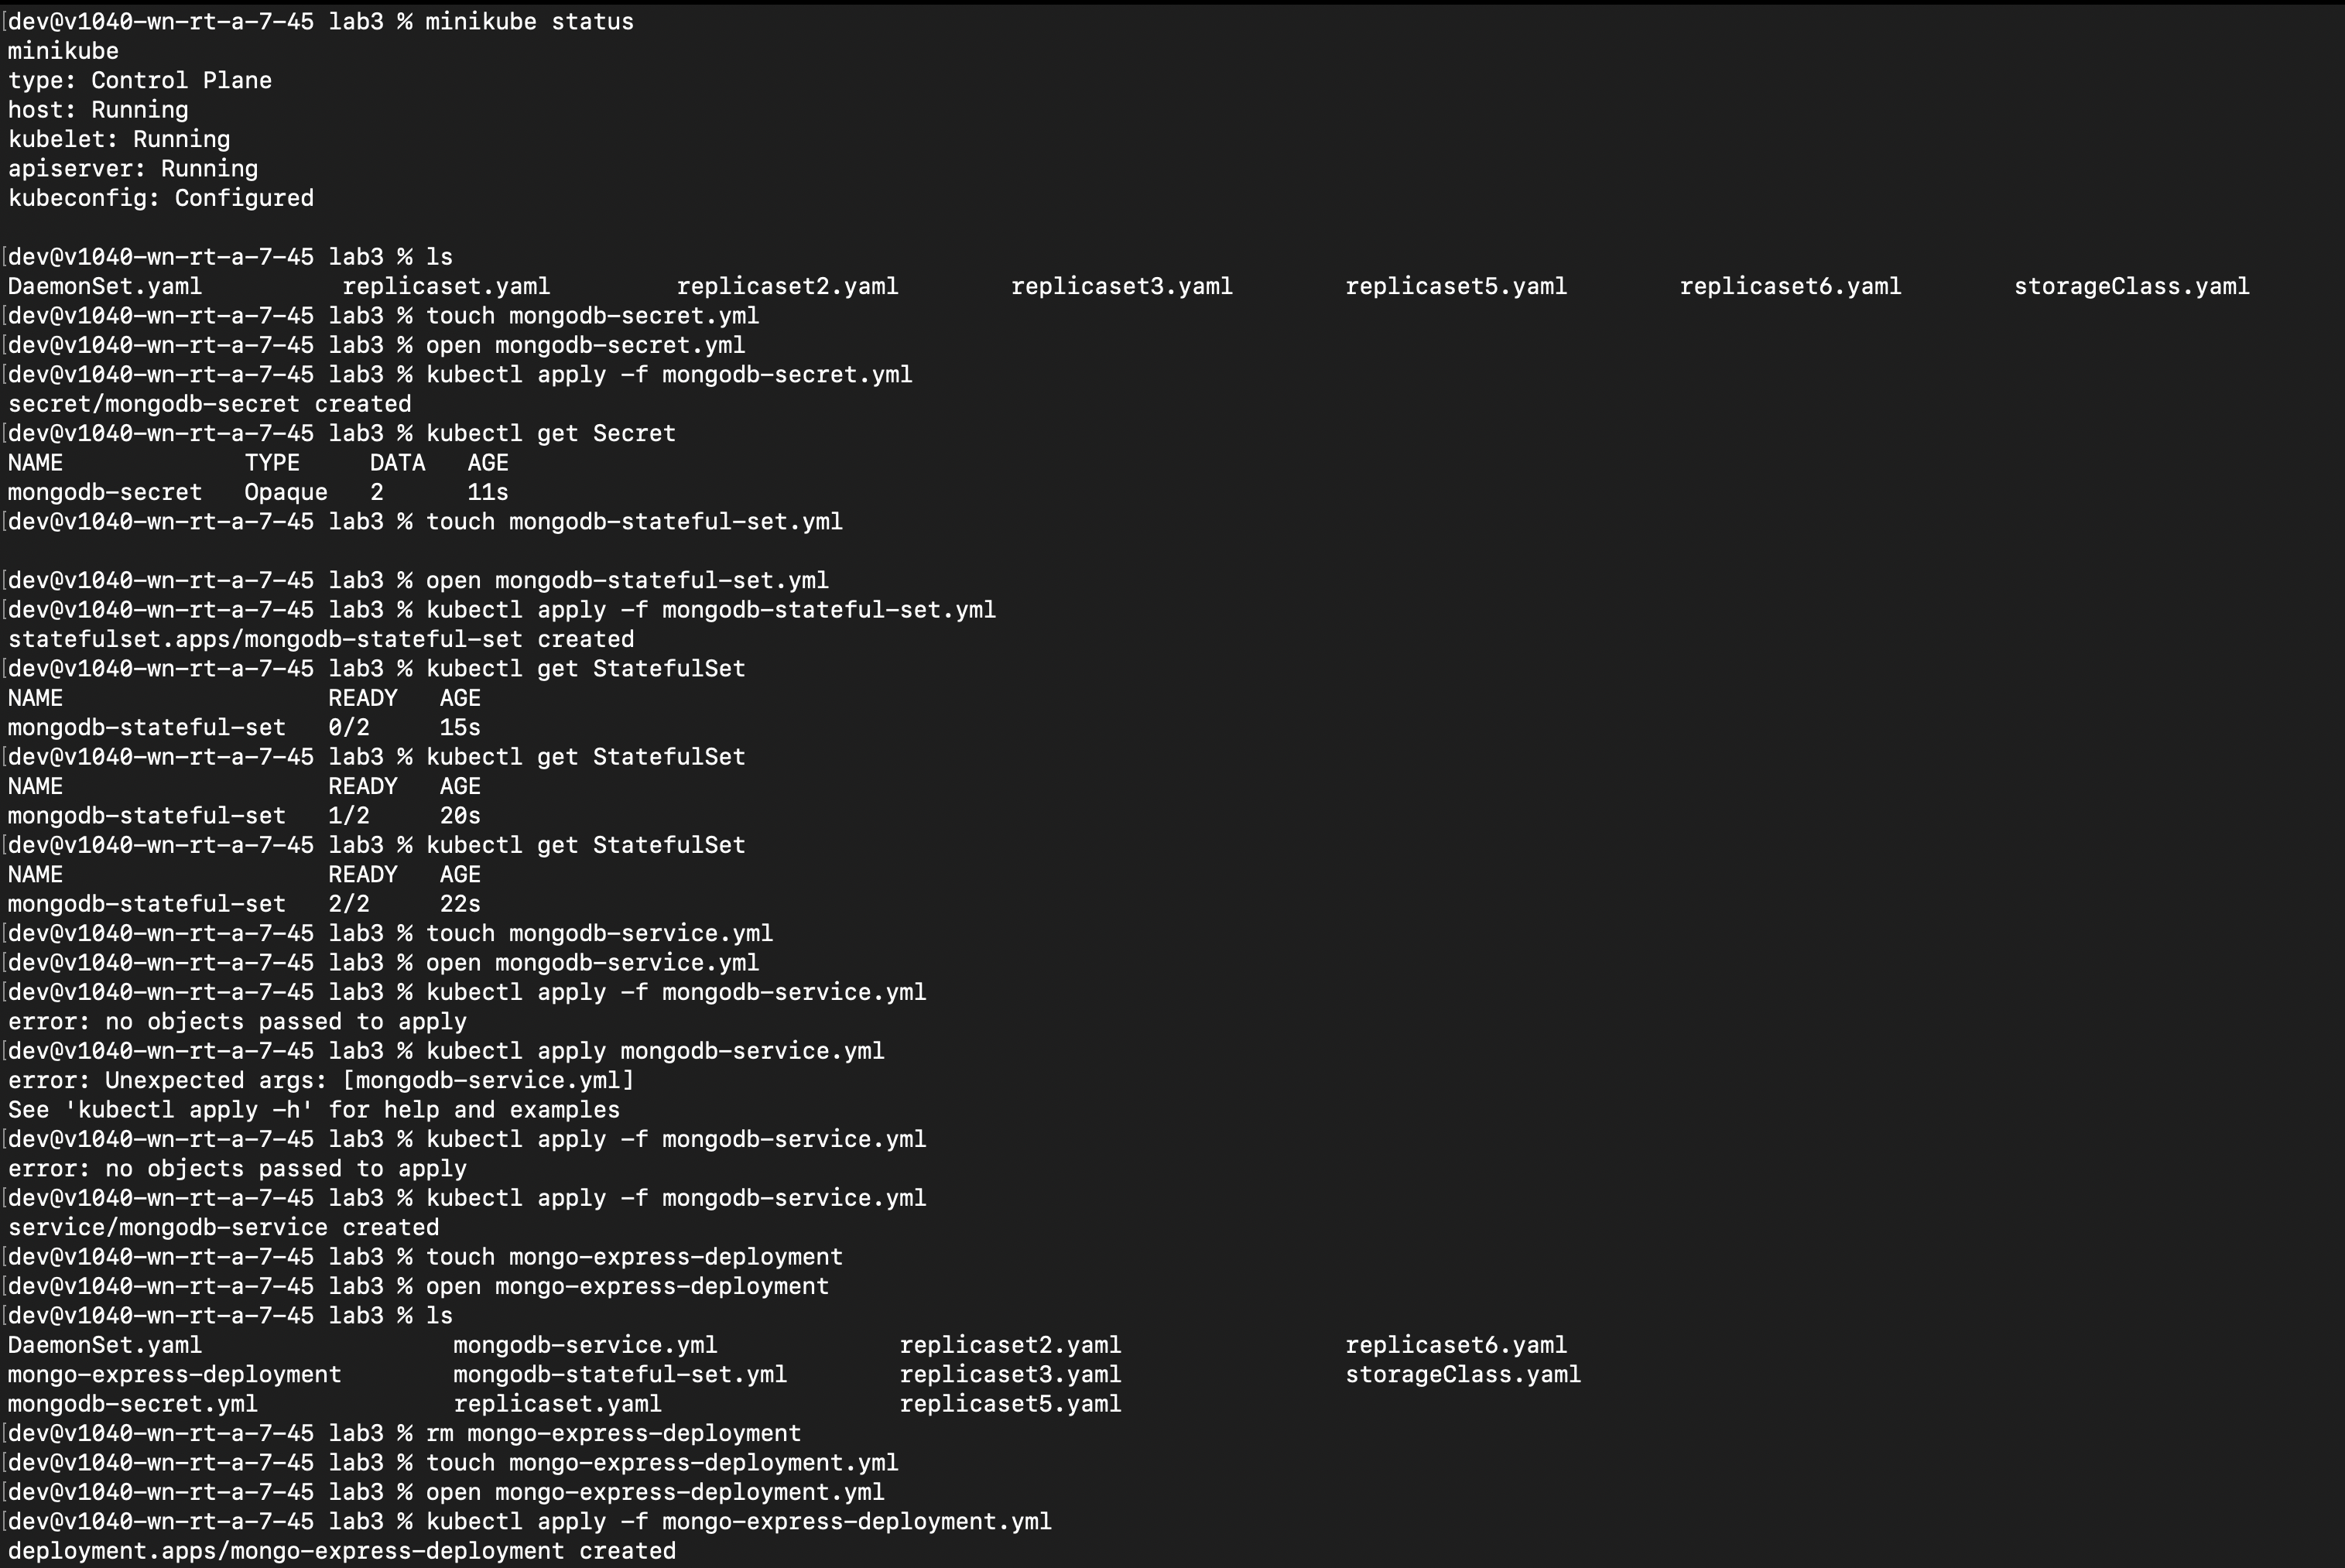 [dev@v1040-wn-rt-a-7-45 lab3 % minikube status
minikube
type: Control Plane
host: Running
kubelet: Running
apiserver: Running
kubeconfig: Configured
[dev@v1040-wn-rt-a-7-45 lab3 % ls
DaemonSet.yaml replicaset.yaml replicaset2.yaml replicaset3.yaml replicaset5.yaml replicaset6.yaml storageClass.yaml
[dev@v1040-wn-rt-a-7-45 lab3 % touch mongodb-secret.yml
[dev@v1040-wn-rt-a-7-45 lab3 % open mongodb-secret.yml
[dev@v1040-wn-rt-a-7-45 lab3 % kubectl apply -f mongodb-secret.yml
secret/mongodb-secret created
[dev@v1040-wn-rt-a-7-45 lab3 % kubectl get Secret
NAME TYPE DATA AGE
mongodb-secret Opaque 2 11s
[dev@v1040-wn-rt-a-7-45 lab3 % touch mongodb-stateful-set.yml
[dev@v1040-wn-rt-a-7-45 lab3 % open mongodb-stateful-set.yml
[dev@v1040-wn-rt-a-7-45 lab3 % kubectl apply -f mongodb-stateful-set.yml
statefulset.apps/mongodb-stateful-set created
[dev@v1040-wn-rt-a-7-45 lab3 % kubectl get StatefulSet
NAME READY AGE
mongodb-stateful-set 0/2 15s
[dev@v1040-wn-rt-a-7-45 lab3 % kubectl get StatefulSet
NAME READY AGE
mongodb-stateful-set 1/2 20s
[dev@v1040-wn-rt-a-7-45 lab3 % kubectl get StatefulSet
NAME READY AGE
mongodb-stateful-set 2/2 22s
[dev@v1040-wn-rt-a-7-45 lab3 % touch mongodb-service.yml
[dev@v1040-wn-rt-a-7-45 lab3 % open mongodb-service.yml
[dev@v1040-wn-rt-a-7-45 lab3 % kubectl apply -f mongodb-service.yml
error: no objects passed to apply
[dev@v1040-wn-rt-a-7-45 lab3 % kubectl apply mongodb-service.yml
error: Unexpected args: [mongodb-service.yml]
See 'kubectl apply -h' for help and examples
[dev@v1040-wn-rt-a-7-45 lab3 % kubectl apply -f mongodb-service.yml
error: no objects passed to apply
[dev@v1040-wn-rt-a-7-45 lab3 % kubectl apply -f mongodb-service.yml
service/mongodb-service created
[dev@v1040-wn-rt-a-7-45 lab3 % touch mongo-express-deployment
[dev@v1040-wn-rt-a-7-45 lab3 % open mongo-express-deployment
[dev@v1040-wn-rt-a-7-45 lab3 % ls
DaemonSet.yaml mongodb-service.yml replicaset2.yaml replicaset6.yaml
mongo-express-deployment mongodb-stateful-set.yml replicaset3.yaml storageClass.yaml
mongodb-secret.yml replicaset.yaml replicaset5.yaml
[dev@v1040-wn-rt-a-7-45 lab3 % rm mongo-express-deployment
[dev@v1040-wn-rt-a-7-45 lab3 % touch mongo-express-deployment.yml
[dev@v1040-wn-rt-a-7-45 lab3 % open mongo-express-deployment.yml
[dev@v1040-wn-rt-a-7-45 lab3 % kubectl apply -f mongo-express-deployment.yml
deployment.apps/mongo-express-deployment created